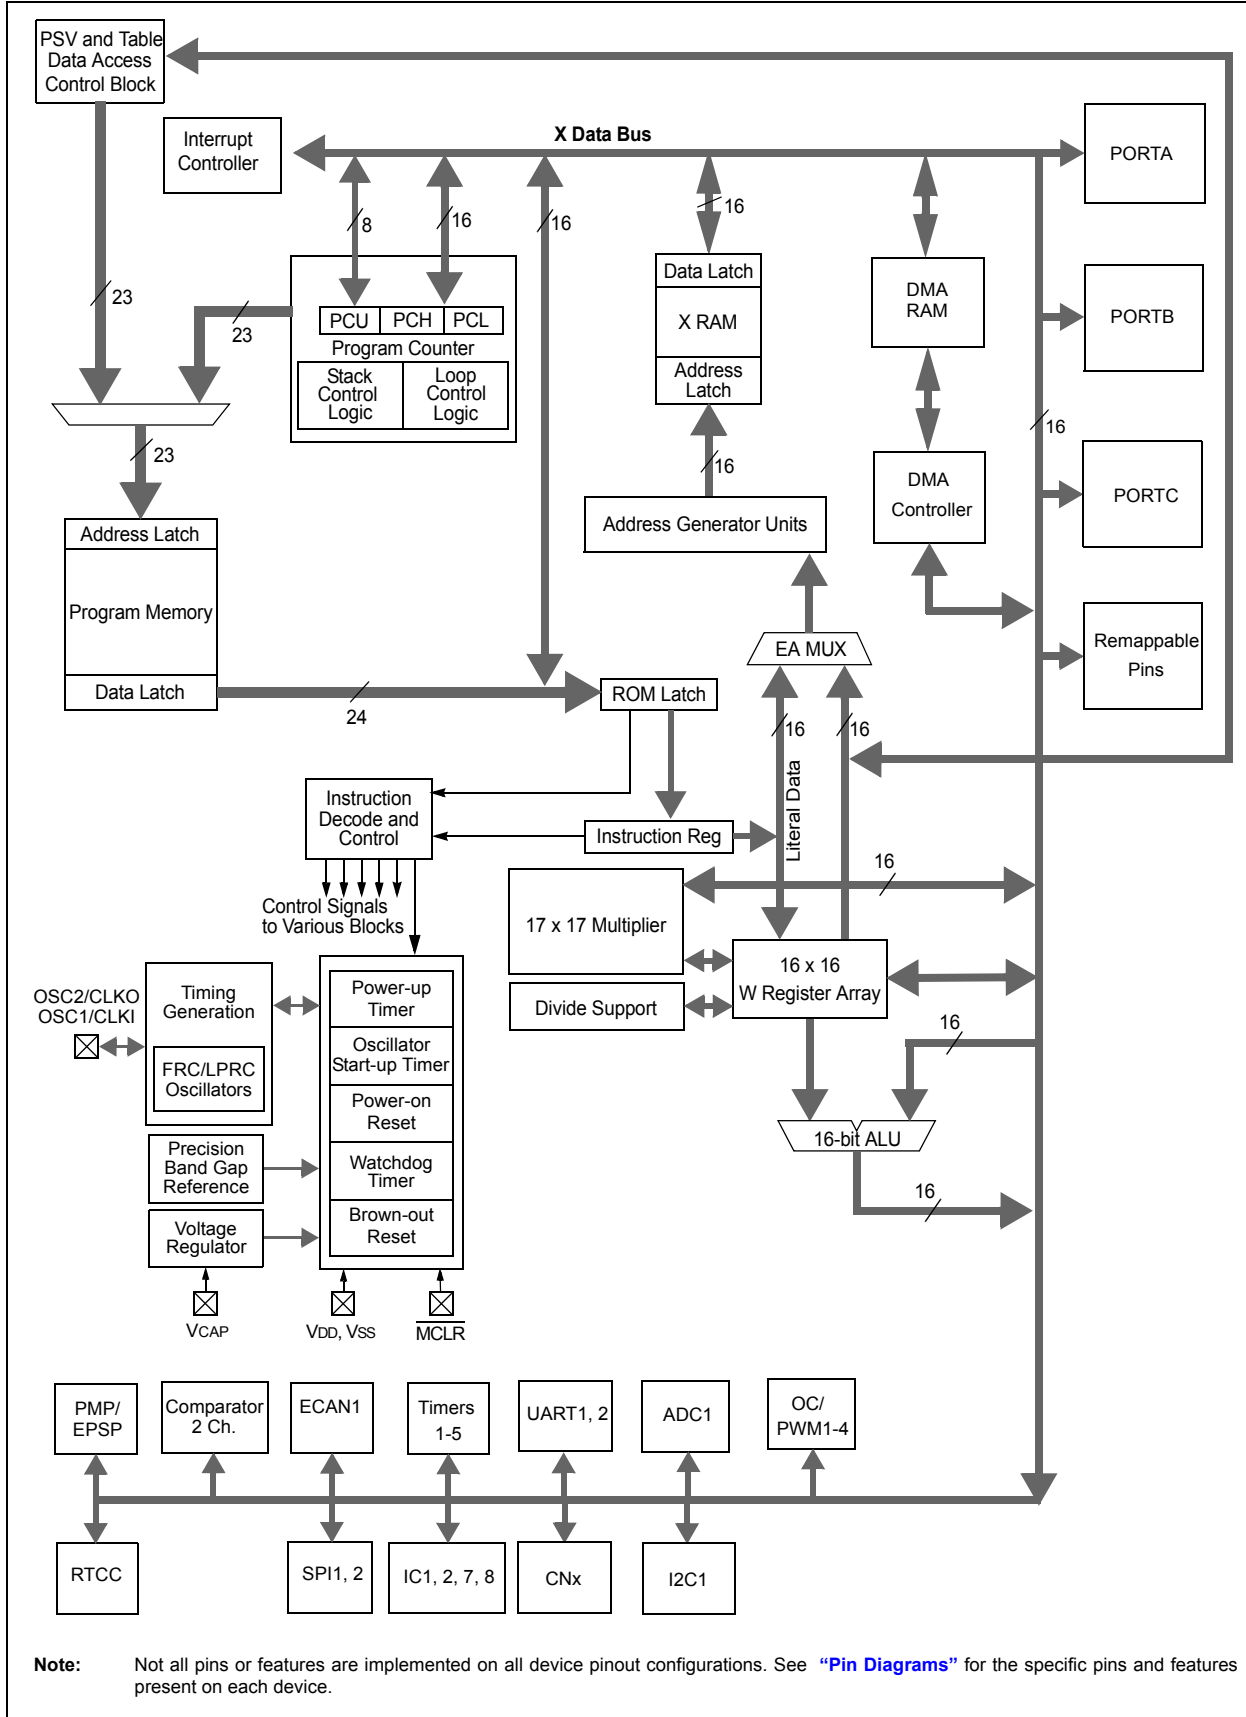 PSV and Table
Data Access
Control Block
Interrupt
Controller
X Data Bus
PORTA
8
16
16
16
23
23
PCU
PCH
PCL
Program Counter
Stack
Control
Logic
Loop
Control
Logic
Data Latch
X RAM
Address
Latch
DMA
RAM
PORTB
16
23
16
DMA
Controller
PORTC
Address Generator Units
Address Latch
Program Memory
Data Latch
24
EA MUX
Remappable
Pins
ROM Latch
16
16
Literal Data
Instruction
Decode and
Control
Instruction Reg
Control Signals
to Various Blocks
16
17 x 17 Multiplier
16 x 16
W Register Array
Divide Support
16
OSC2/CLKO
OSC1/CLKI
Timing
Generation
FRC/LPRC
Oscillators
Power-up
Timer
Oscillator
Start-up Timer
Power-on
Reset
Watchdog
Timer
Brown-out
Reset
16-bit ALU
16
Precision
Band Gap
Reference
Voltage
Regulator
VCAP
VDD, VSS
MCLR
PMP/
EPSP
Comparator
2 Ch.
ECAN1
Timers
1-5
UART1, 2
ADC1
OC/
PWM1-4
RTCC
SPI1, 2
IC1, 2, 7, 8
CNx
I2C1
Note: Not all pins or features are implemented on all device pinout configurations. See “Pin Diagrams” for the specific pins and features
present on each device.